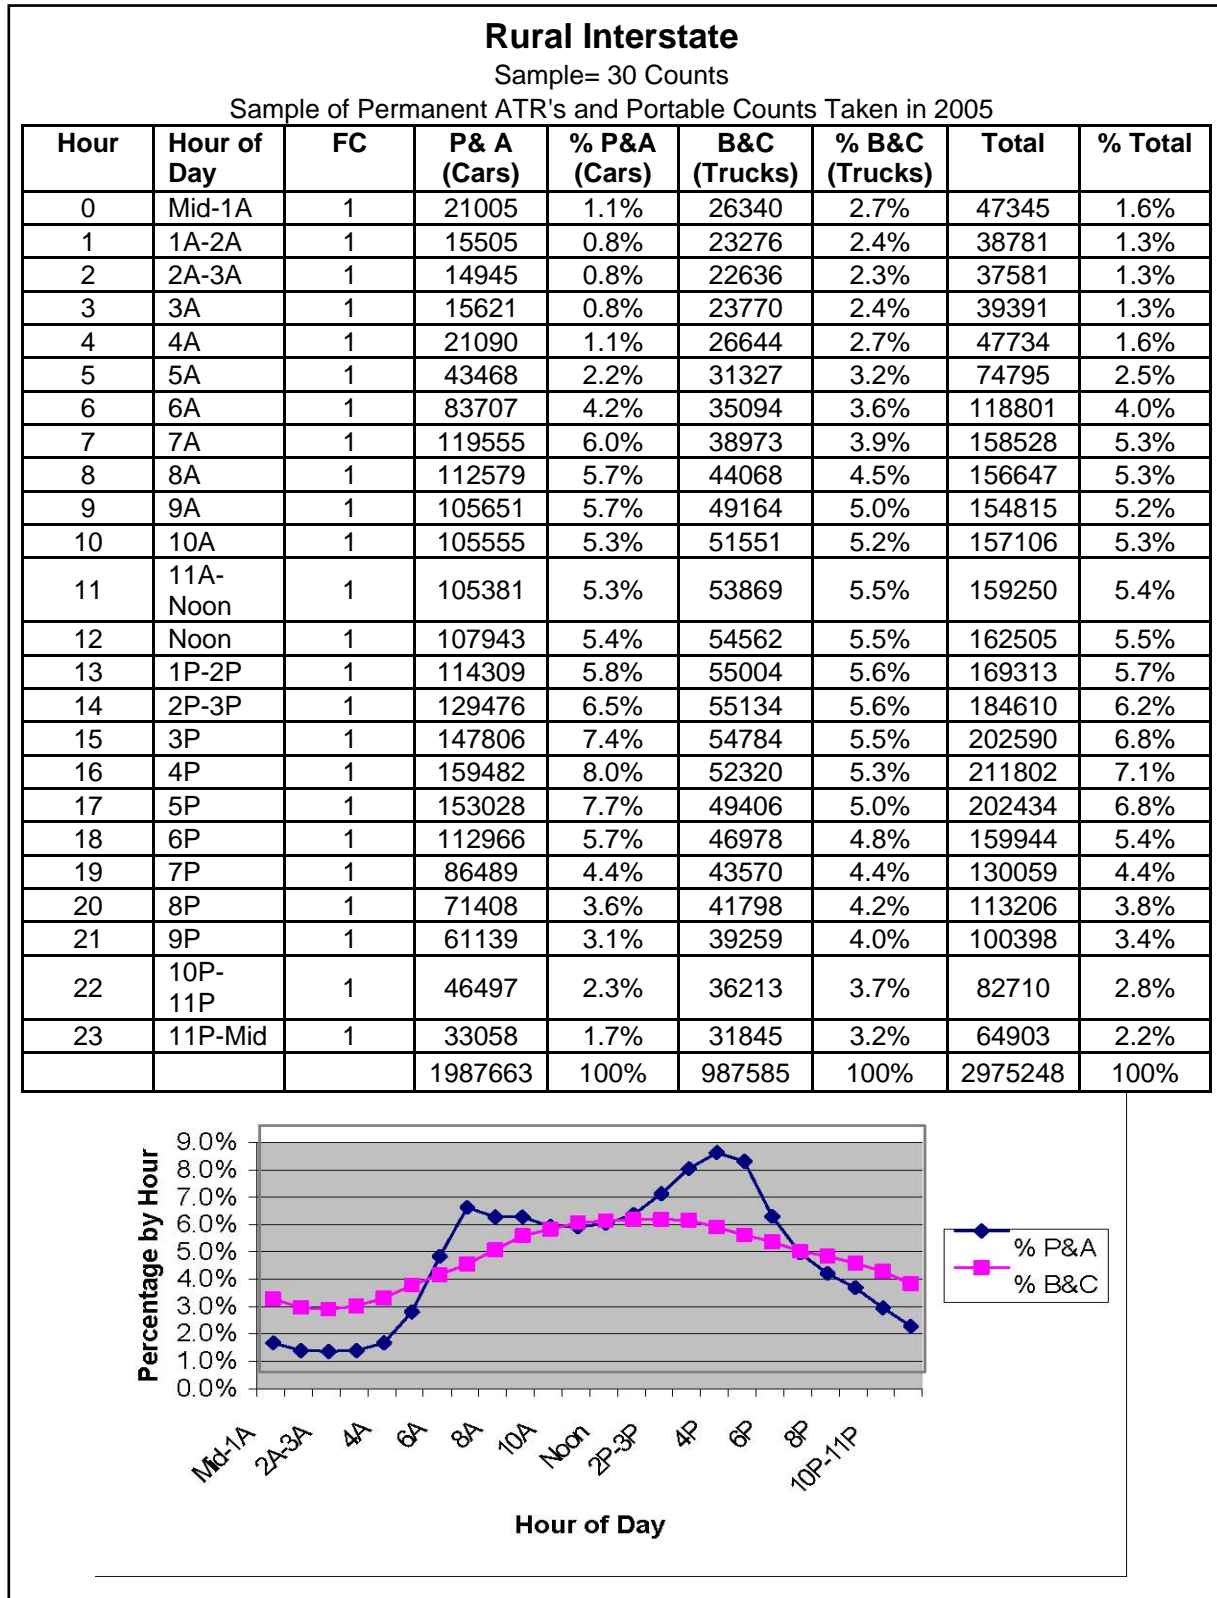 Rural Interstate
Sample= 30 Counts
Sample of Permanent ATR's and Portable Counts Taken in 2005
Hour Hour of Day FC P& A (Cars) % P&A (Cars) B&C (Trucks) % B&C (Trucks) Total % Total
0 Mid-1A 1 21005 1.1% 26340 2.7% 47345 1.6%
1 1A-2A 1 15505 0.8% 23276 2.4% 38781 1.3%
2 2A-3A 1 14945 0.8% 22636 2.3% 37581 1.3%
3 3A 1 15621 0.8% 23770 2.4% 39391 1.3%
4 4A 1 21090 1.1% 26644 2.7% 47734 1.6%
5 5A 1 43468 2.2% 31327 3.2% 74795 2.5%
6 6A 1 83707 4.2% 35094 3.6% 118801 4.0%
7 7A 1 119555 6.0% 38973 3.9% 158528 5.3%
8 8A 1 112579 5.7% 44068 4.5% 156647 5.3%
9 9A 1 105651 5.7% 49164 5.0% 154815 5.2%
10 10A 1 105555 5.3% 51551 5.2% 157106 5.3%
11 11A-Noon 1 105381 5.3% 53869 5.5% 159250 5.4%
12 Noon 1 107943 5.4% 54562 5.5% 162505 5.5%
13 1P-2P 1 114309 5.8% 55004 5.6% 169313 5.7%
14 2P-3P 1 129476 6.5% 55134 5.6% 184610 6.2%
15 3P 1 147806 7.4% 54784 5.5% 202590 6.8%
16 4P 1 159482 8.0% 52320 5.3% 211802 7.1%
17 5P 1 153028 7.7% 49406 5.0% 202434 6.8%
18 6P 1 112966 5.7% 46978 4.8% 159944 5.4%
19 7P 1 86489 4.4% 43570 4.4% 130059 4.4%
20 8P 1 71408 3.6% 41798 4.2% 113206 3.8%
21 9P 1 61139 3.1% 39259 4.0% 100398 3.4%
22 10P-11P 1 46497 2.3% 36213 3.7% 82710 2.8%
23 11P-Mid 1 33058 1.7% 31845 3.2% 64903 2.2%
1987663 100% 987585 100% 2975248 100%
Percentage by Hour
9.0%
8.0%
7.0%
6.0%
5.0%
4.0%
3.0%
2.0%
1.0%
0.0%
Mid-1A 2A-3A 4A 6A 8A 10A Noon 2P-3P 4P 6P 8P 10P-11P
Hour of Day
% P&A
% B&C